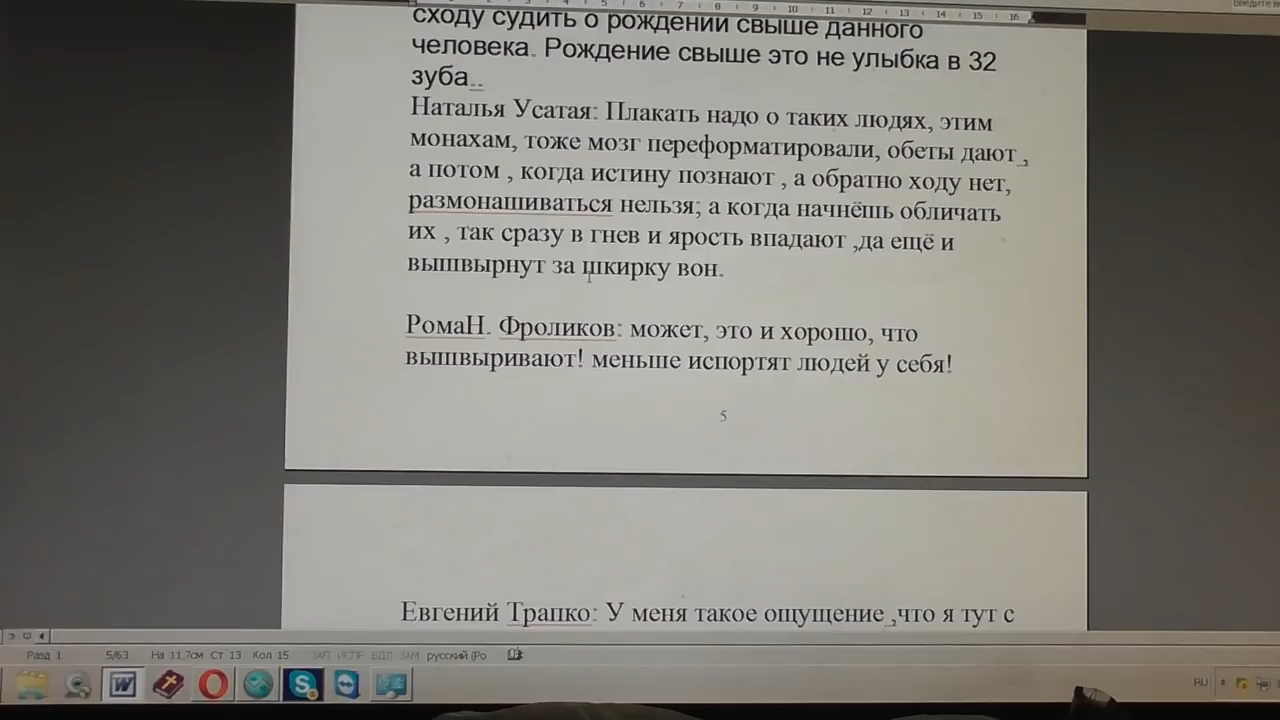 сходу судить о рождении свыше данного
человека. Рождение свыше это не улыбка в 32
зуба..
Наталья Усатая: Плакать надо о таких людях, этим
монахам, тоже мозг переформатировали, обеты дают ,
а потом , когда истину познают , а обратно ходу нет,
размонашиваться нельзя; а когда начнёшь обличать
их , так сразу в гнев и ярость впадают ,да ещё и
вышвырнут за шкирку вон.
РомаН. Фроликов: может, это и хорошо, что
вышвыривают! меньше испортят людей у себя!
5
Евгений Трапко: У меня такое ощущение ,что я тут с
Разд 1 5/63 На 11,7см Ст 13 Кол 15 ЗАП ИСПР ВДЛ ЗАМ русский (Ро
RU